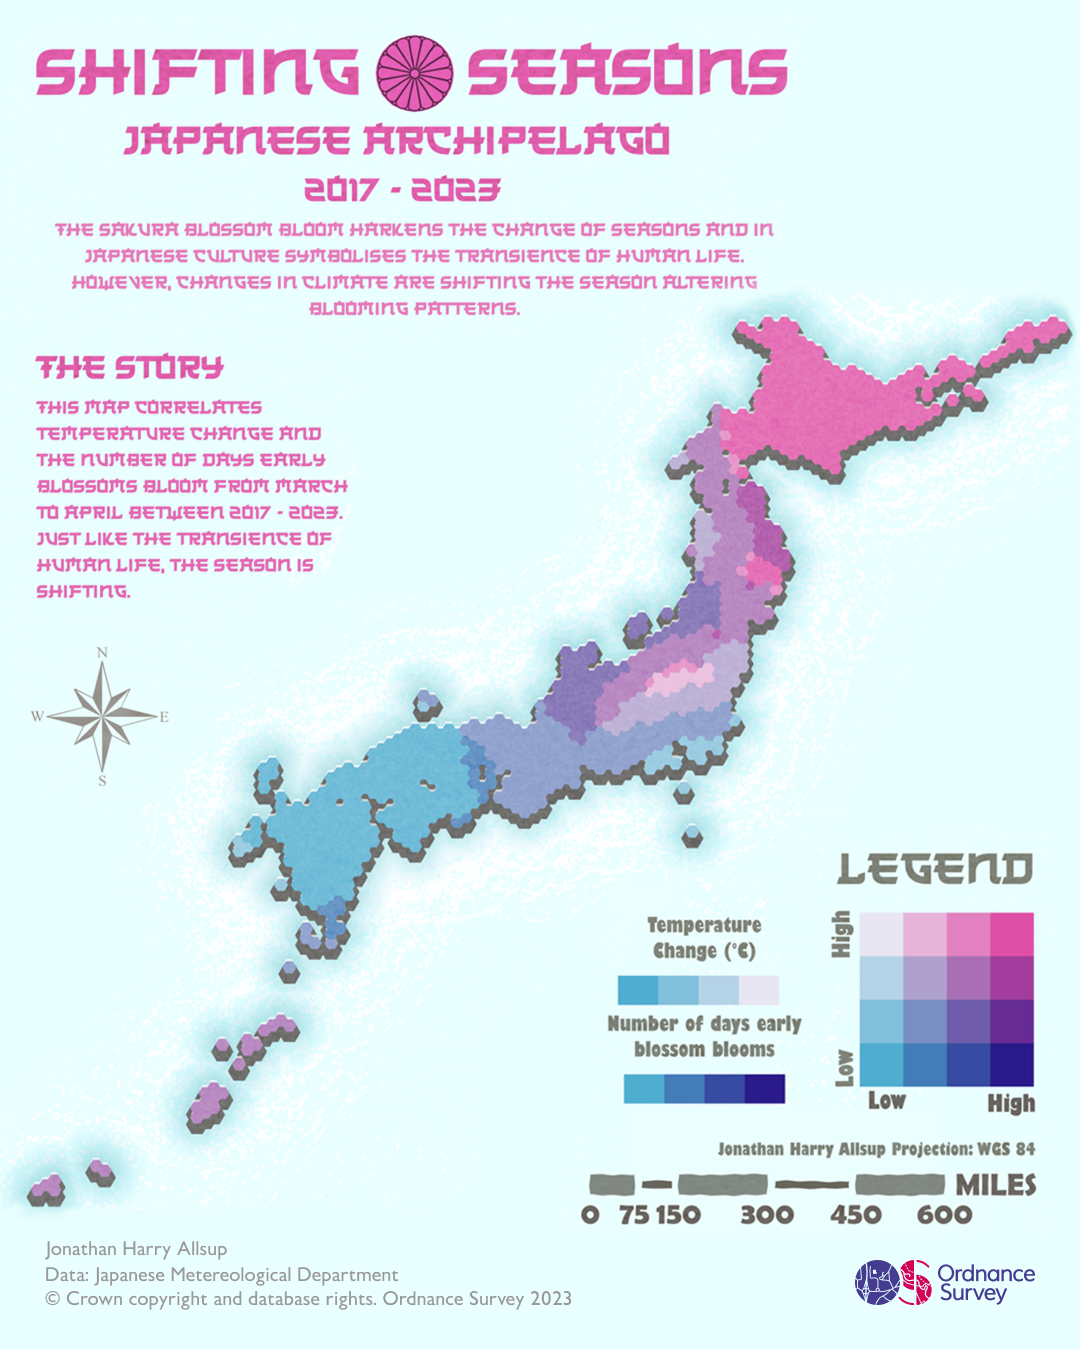 SHIFTING SEASONS
JAPANESE ARCHIPELAGO
2017 - 2023
THE SAKURA BLOSSOM BLOOM HARKENS THE CHANGE OF SEASONS AND IN
JAPANESE CULTURE SYMBOLISES THE TRANSIENCE OF HUMAN LIFE.
HOWEVER, CHANGES IN CLIMATE ARE SHIFTING THE SEASON ALTERING
BLOOMING PATTERNS.
THE STORY
THIS MAP CORRELATES
TEMPERATURE CHANGE AND
THE NUMBER OF DAYS EARLY
BLOSSOMS BLOOM FROM MARCH
TO APRIL BETWEEN 2017 - 2023.
JUST LIKE THE TRANSIENCE OF
HUMAN LIFE, THE SEASON IS
SHIFTING.
N
W E
S
LEGEND
Temperature
Change (°C)
Number of days early
blossom blooms
High
Low
Low High
Jonathan Harry Allsup Projection: WGS 84
MILES
0 75 150 300 450 600
Jonathan Harry Allsup
Data: Japanese Metereological Department
© Crown copyright and database rights. Ordnance Survey 2023
OS
Ordnance
Survey